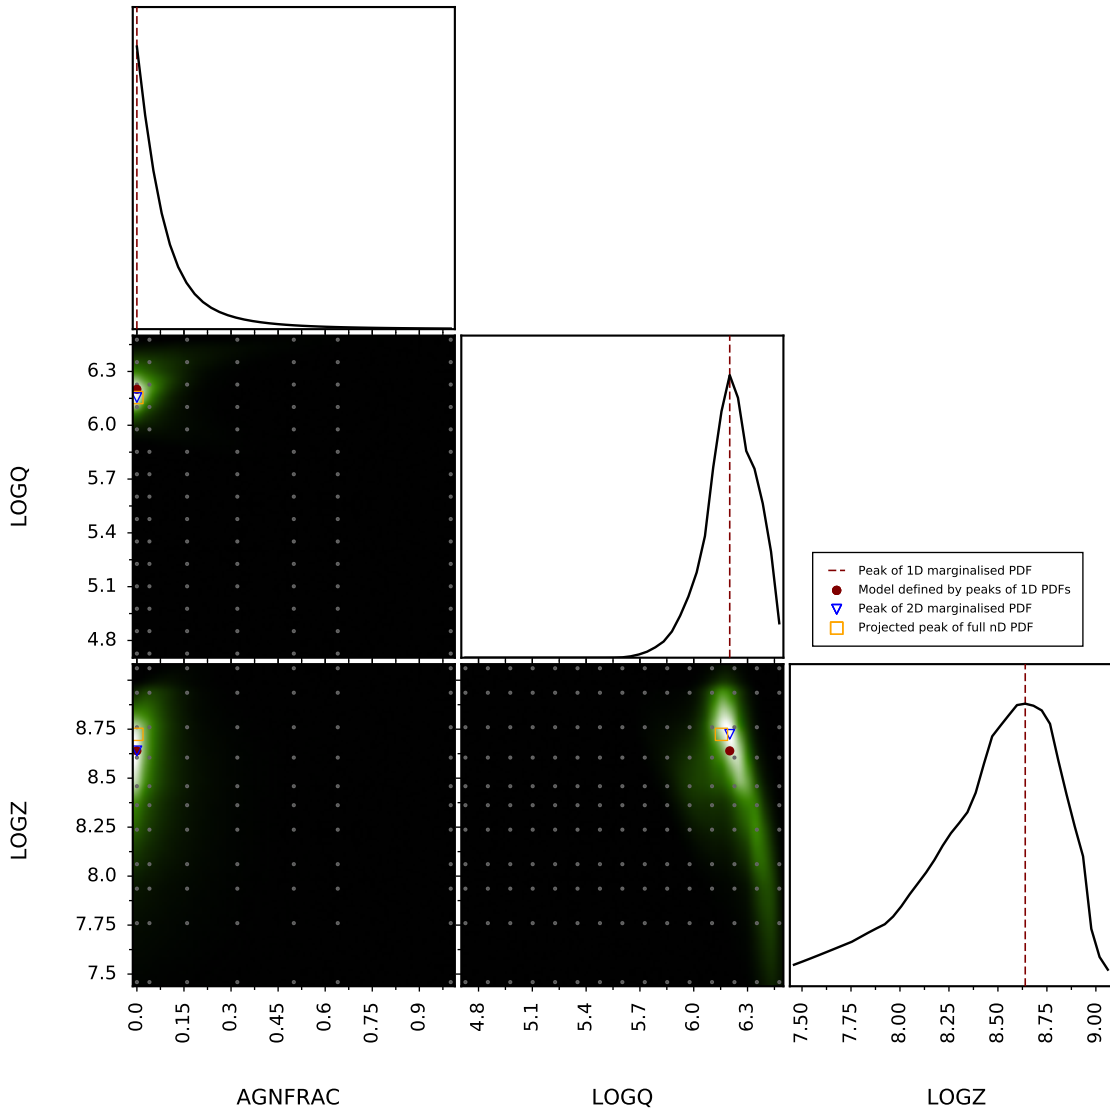 6.3
6.0
5.7
5.4
5.1
4.8
LOGQ
Peak of 1D marginalised PDF
Model defined by peaks of 1D PDFs
Peak of 2D marginalised PDF
Projected peak of full nD PDF
8.75
8.5
8.25
8.0
7.75
7.5
LOGZ
0.0 0.15 0.3 0.45 0.75 0.9
4.8 5.1 5.4 5.7 6.0 6.3
7.50 7.75 8.00 8.25 8.50 8.75 9.00
AGNFRAC LOGQ LOGZ